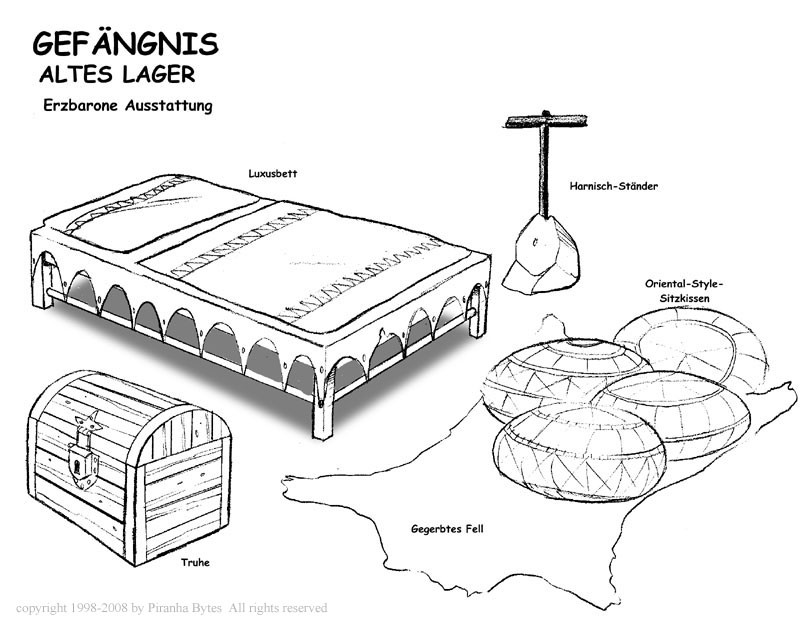 GEFÄNGNIS
ALTES LAGER
Erzbarone Ausstattung
Luxusbett
Harnisch-Ständer
Oriental-Style-
Sitzkissen
Gegerbtes Fell
Truhe
copyright 1998-2008 by Piranha Bytes All rights reserved